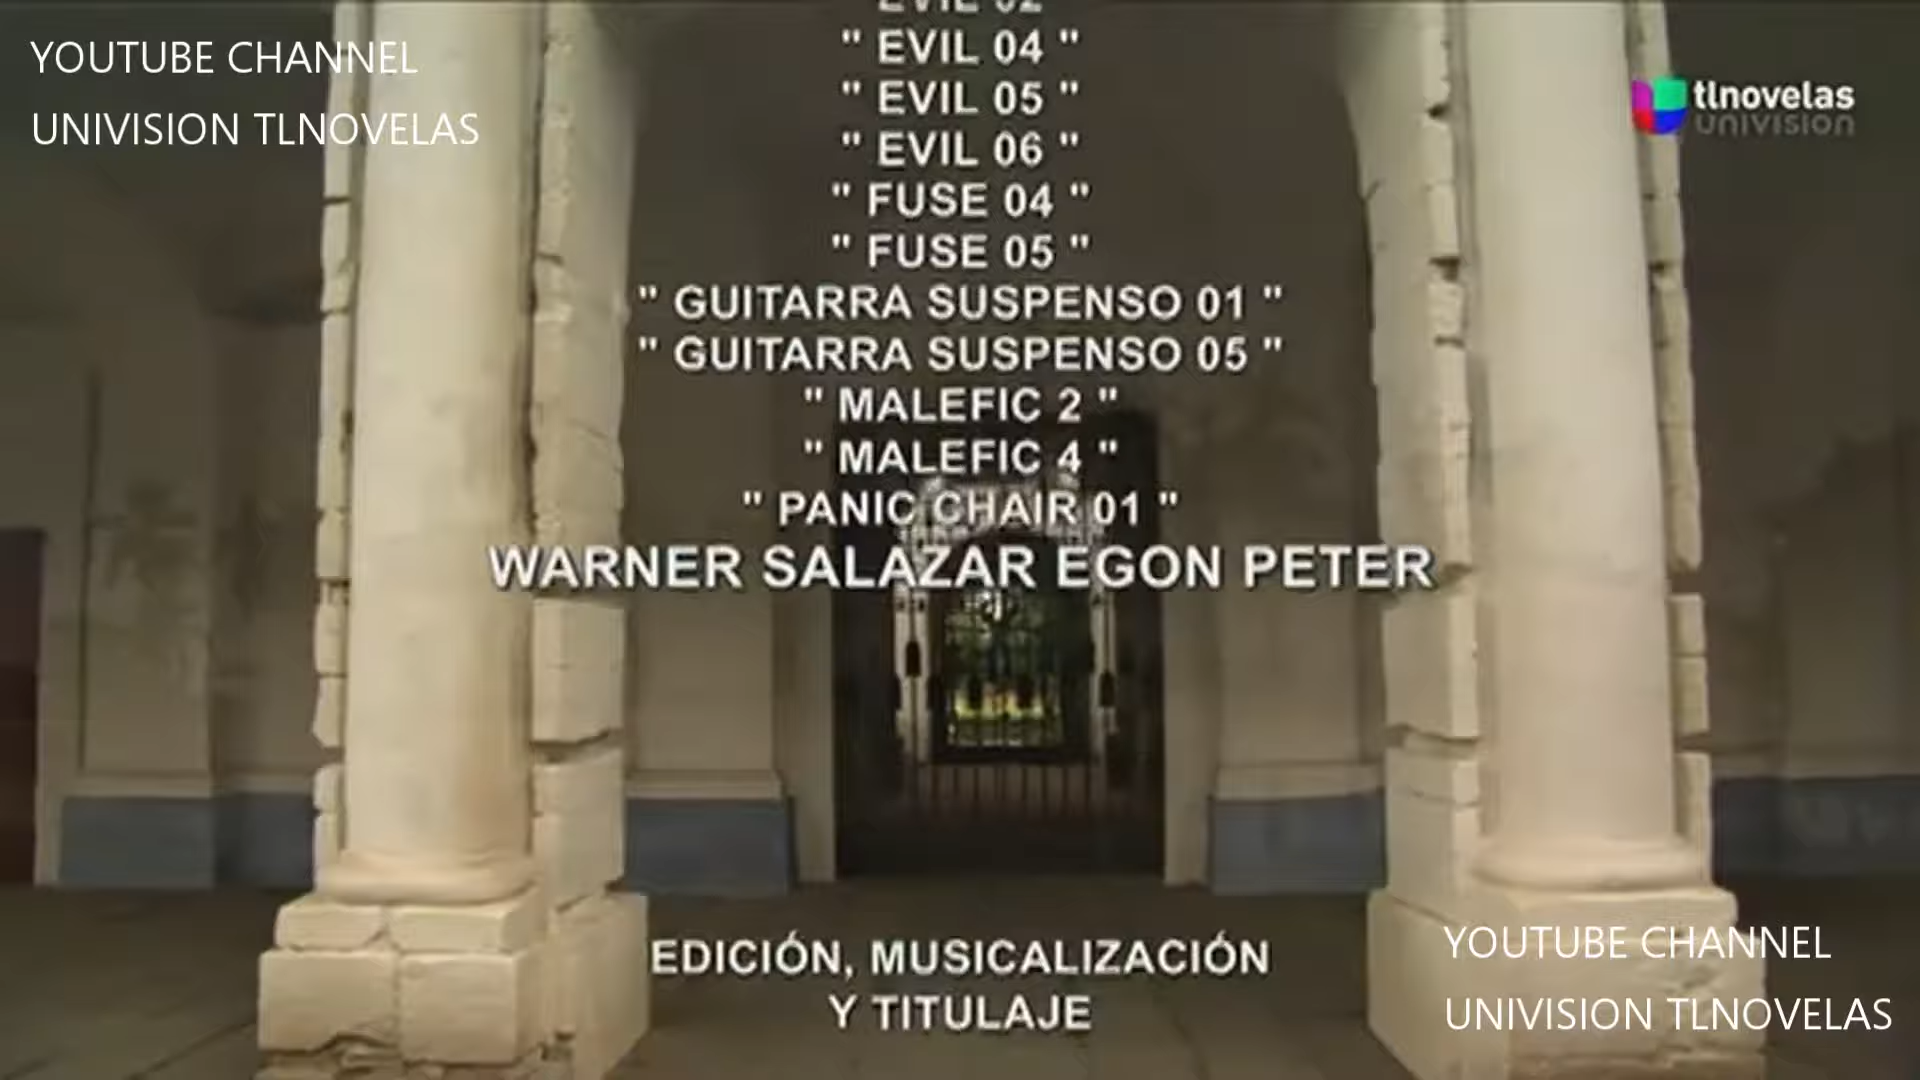 YOUTUBE CHANNEL
UNIVISION TLNOVELAS
tlnovelas
UNIVISION
EVIL 02
" EVIL 04 "
" EVIL 05 "
" EVIL 06 "
" FUSE 04 "
" FUSE 05 "
" GUITARRA SUSPENSO 01 "
" GUITARRA SUSPENSO 05 "
" MALEFIC 2 "
" MALEFIC 4 "
" PANIC CHAIR 01 "
WARNER SALAZAR EGON PETER
EDICIÓN, MUSICALIZACIÓN
Y TITULAJE
YOUTUBE CHANNEL
UNIVISION TLNOVELAS